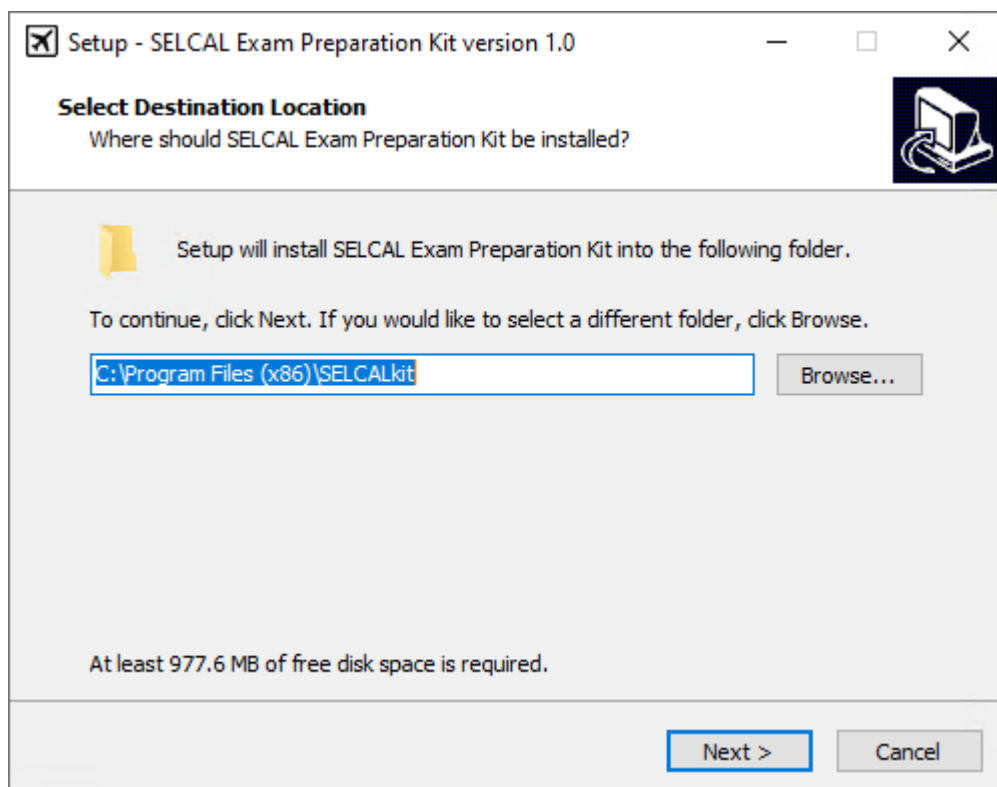 Setup - SELCAL Exam Preparation Kit version 1.0
Select Destination Location
Where should SELCAL Exam Preparation Kit be installed?
Setup will install SELCAL Exam Preparation Kit into the following folder.
To continue, click Next. If you would like to select a different folder, click Browse.
C:\Program Files (x86)\SELCALkit
Browse...
At least 977.6 MB of free disk space is required.
Next >
Cancel